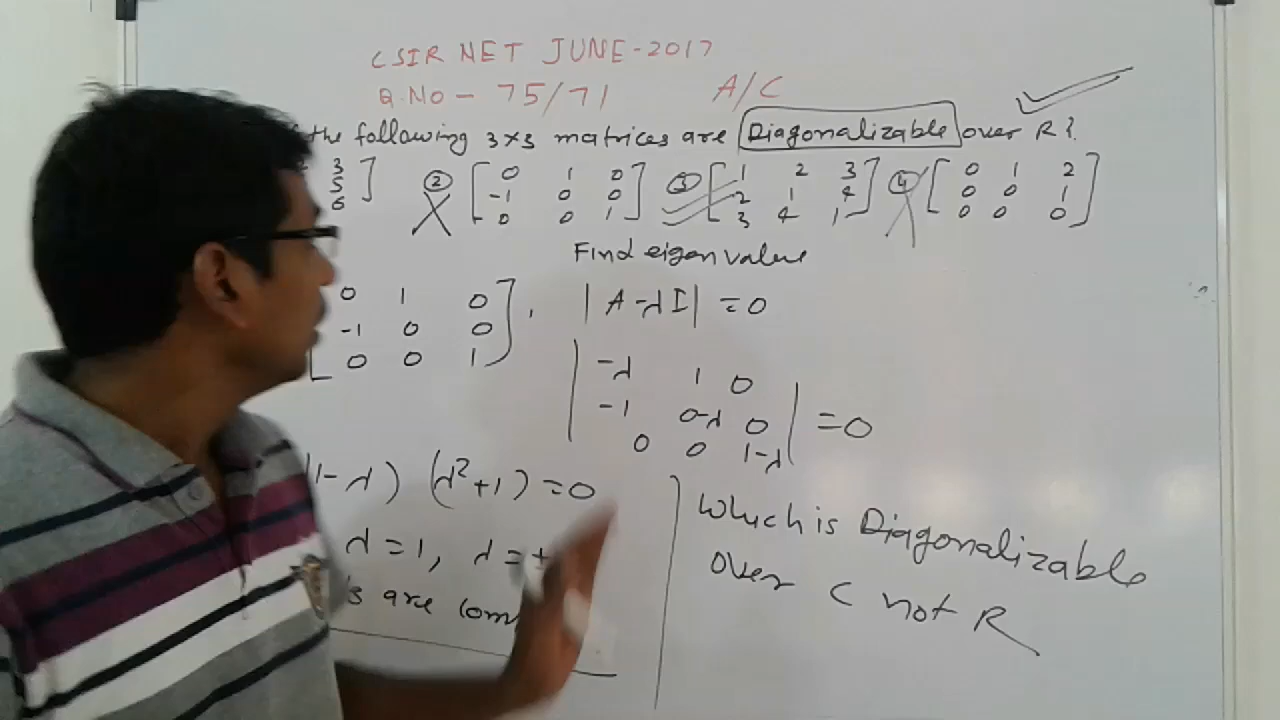 CSIR NET JUNE-2017
Q.No - 75/71 A/C
the following 3×3 matrices are Diagonalizable over R?
3 5 6 ] ② [ 0 1 0 -1 0 0 0 0 1 ] ③ [ 1 2 3 2 1 4 3 4 1 ] ④ [ 0 1 2 0 0 1 0 0 0 ]
Find eigen value
[ 0 1 0 -1 0 0 0 0 1 ] , | A - λ I | = 0
| -λ 1 0 -1 0-λ 0 0 0 1-λ | = 0
1-λ) (λ²+1) = 0
λ = 1, λ = ±
are
which is Diagonalizable
over C not R